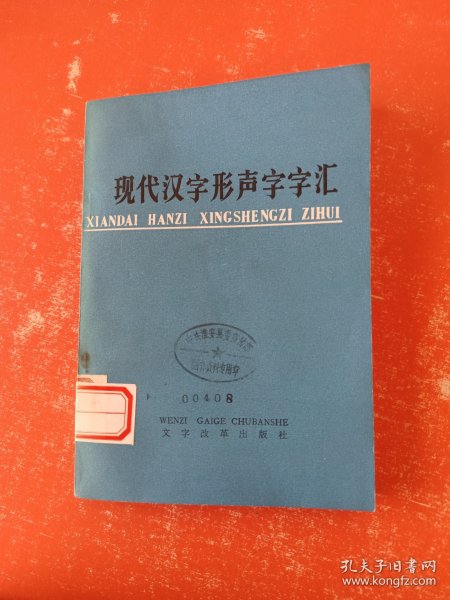 现代汉字形声字字汇
XIANDAI HANZI XINGSHENGZI ZIHUI
00408
WENZI GAIGE CHUBANSHE
文字改革出版社
孔夫子旧书网
www.kongfz.com